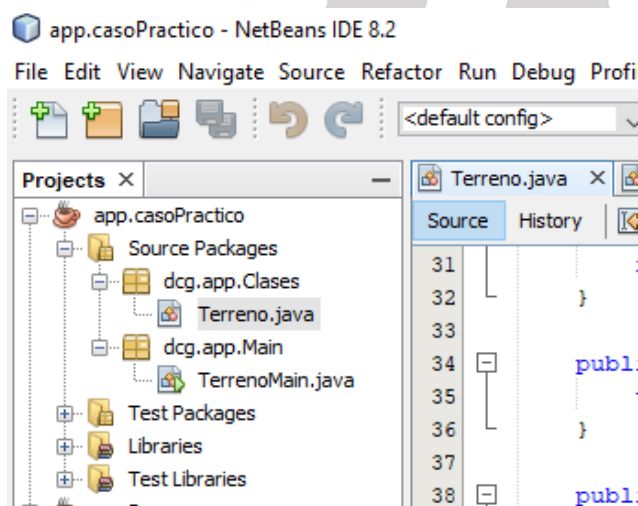 app.casoPractico - NetBeans IDE 8.2
File Edit View Navigate Source Refactor Run Debug
<default config>
Projects
Terreno.java
app.casoPractico
Source Packages
dcg.app.Clases
Terreno.java
dcg.app.Main
TerrenoMain.java
Test Packages
Libraries
Test Libraries
Source History
31
32 }
33
34
35
36 }
37
38